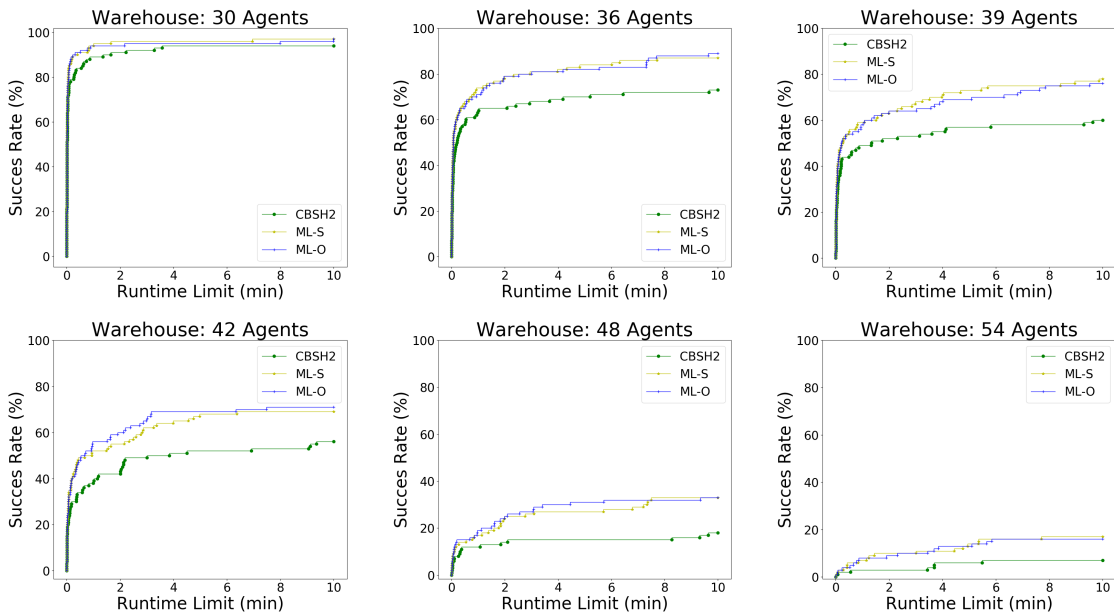 Warehouse: 30 Agents
Succes Rate (%)
100
80
60
40
20
0
CBSH2
ML-S
ML-O
0 2 4 6 8 10
Runtime Limit (min)
Warehouse: 36 Agents
Succes Rate (%)
100
80
60
40
20
0
CBSH2
ML-S
ML-O
0 2 4 6 8 10
Runtime Limit (min)
Warehouse: 39 Agents
Succes Rate (%)
100
80
60
40
20
0
CBSH2
ML-S
ML-O
0 2 4 6 8 10
Runtime Limit (min)
Warehouse: 42 Agents
Succes Rate (%)
100
80
60
40
20
0
CBSH2
ML-S
ML-O
0 2 4 6 8 10
Runtime Limit (min)
Warehouse: 48 Agents
Succes Rate (%)
100
80
60
40
20
0
CBSH2
ML-S
ML-O
0 2 4 6 8 10
Runtime Limit (min)
Warehouse: 54 Agents
Succes Rate (%)
100
80
60
40
20
0
CBSH2
ML-S
ML-O
0 2 4 6 8 10
Runtime Limit (min)